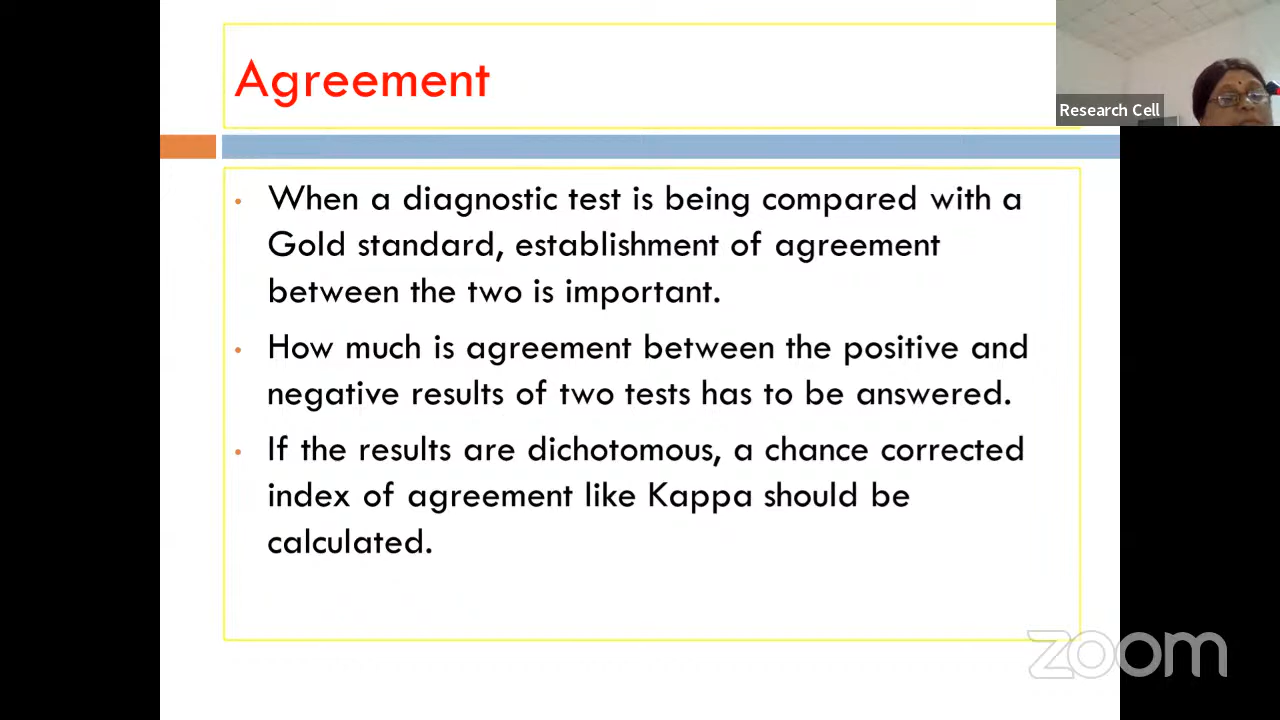 Agreement
Research Cell
• When a diagnostic test is being compared with a
Gold standard, establishment of agreement
between the two is important.
• How much is agreement between the positive and
negative results of two tests has to be answered.
• If the results are dichotomous, a chance corrected
index of agreement like Kappa should be
calculated.
zoom